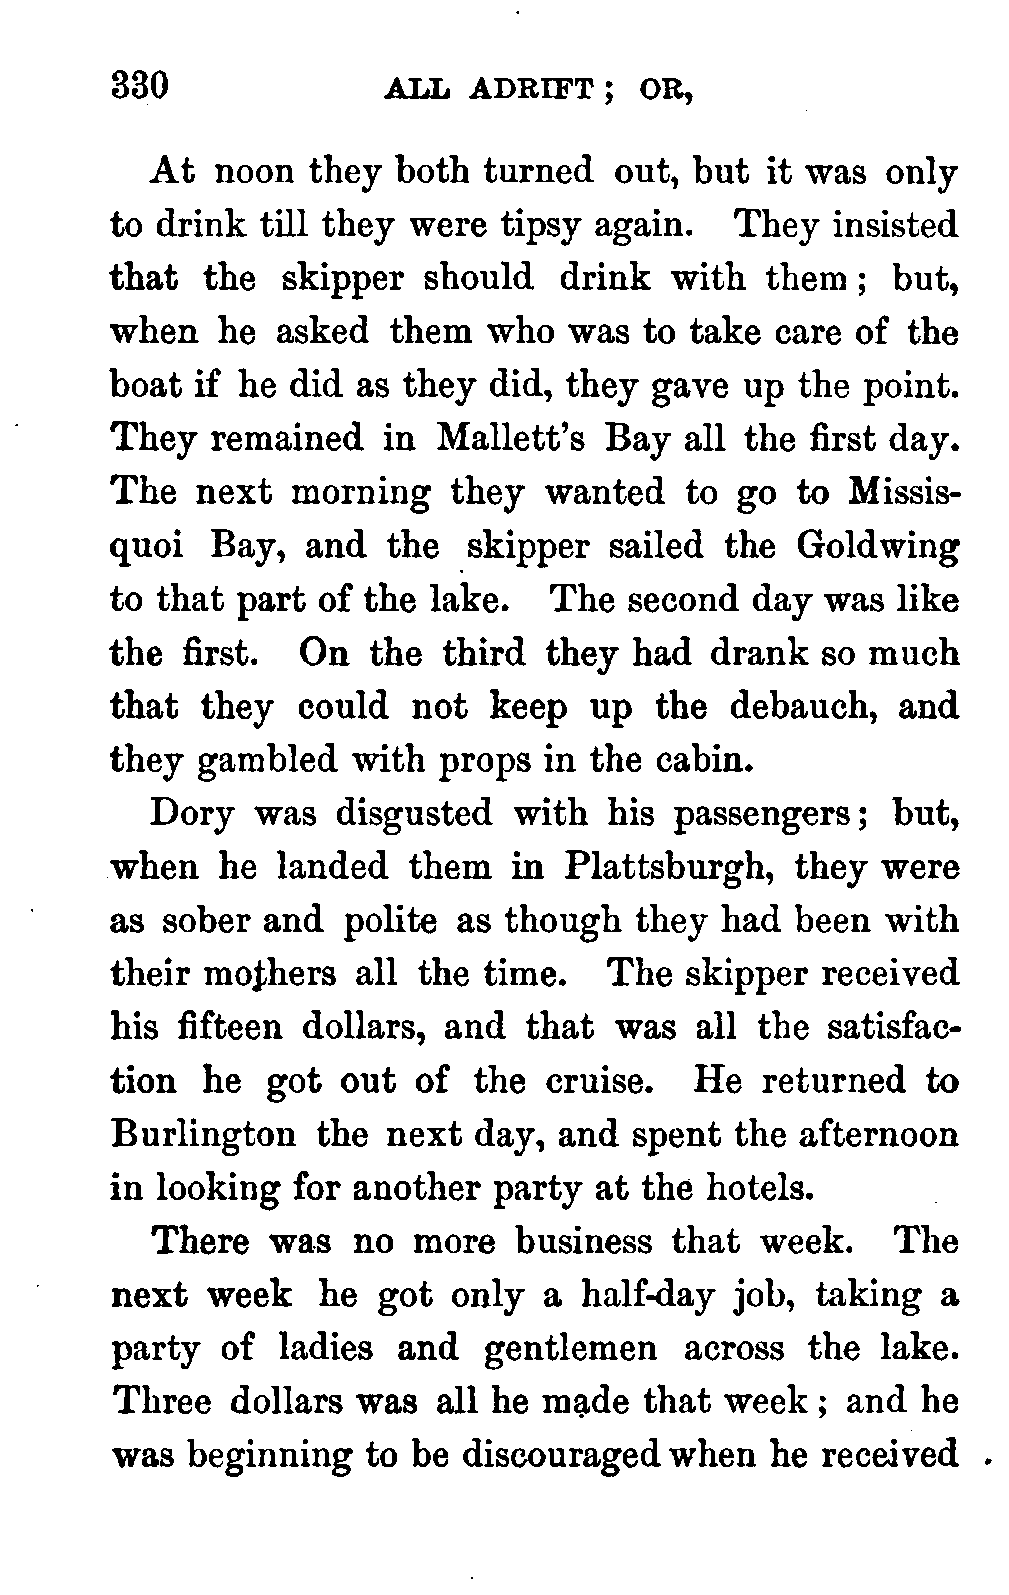 330 ALL ADRIFT; OR,
At noon they both turned out, but it was only
to drink till they were tipsy again. They insisted
that the skipper should drink with them; but,
when he asked them who was to take care of the
boat if he did as they did, they gave up the point.
They remained in Mallett's Bay all the first day.
The next morning they wanted to go to Missis-
quoi Bay, and the skipper sailed the Goldwing
to that part of the lake. The second day was like
the first. On the third they had drank so much
that they could not keep up the debauch, and
they gambled with props in the cabin.
Dory was disgusted with his passengers; but,
when he landed them in Plattsburgh, they were
as sober and polite as though they had been with
their mothers all the time. The skipper received
his fifteen dollars, and that was all the satisfac-
tion he got out of the cruise. He returned to
Burlington the next day, and spent the afternoon
in looking for another party at the hotels.
There was no more business that week. The
next week he got only a half-day job, taking a
party of ladies and gentlemen across the lake.
Three dollars was all he made that week; and he
was beginning to be discouraged when he received